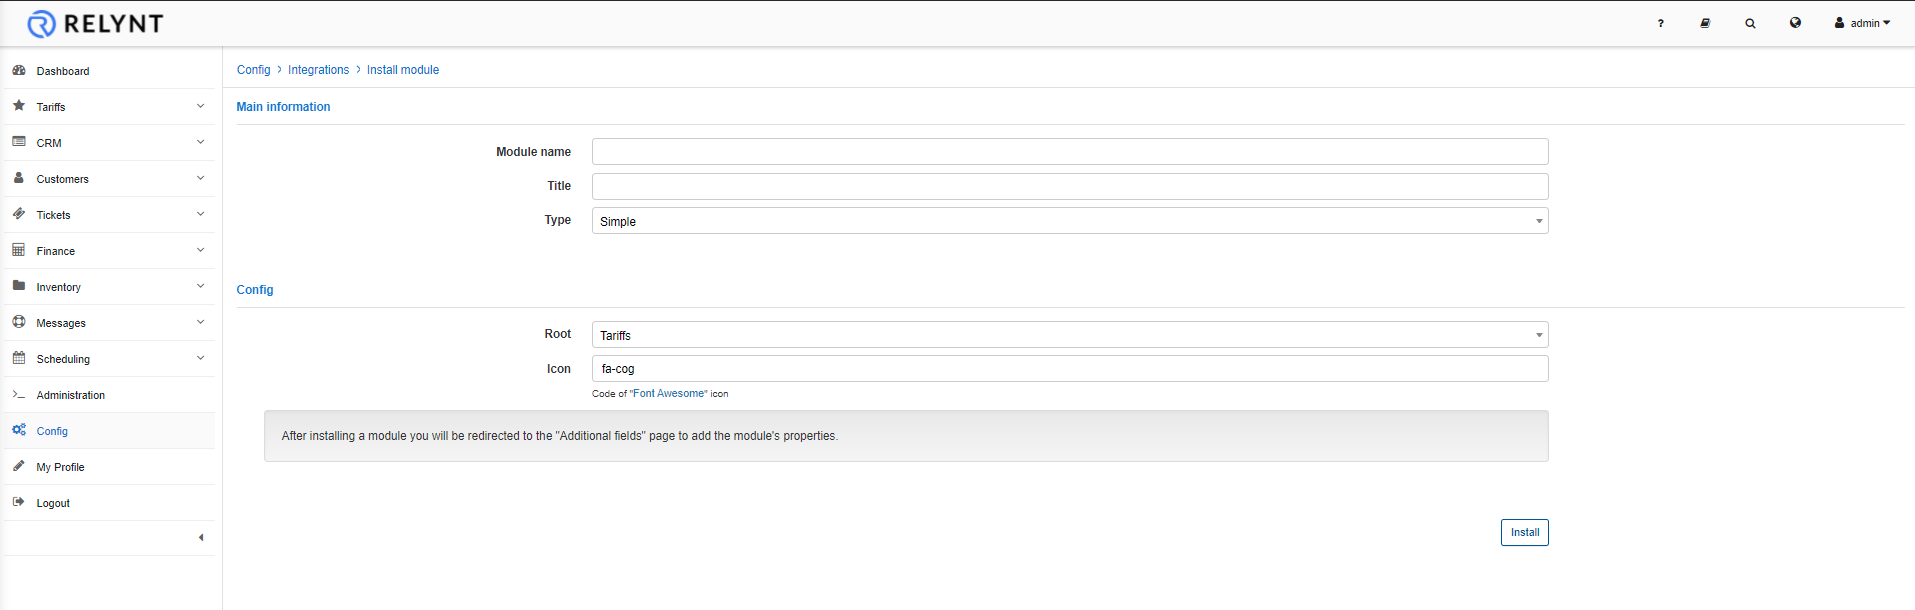 RELYNT
? admin
Dashboard
Tariffs
CRM
Customers
Tickets
Finance
Inventory
Messages
Scheduling
Administration
Config
My Profile
Logout
Config > Integrations > Install module
Main information
Module name
Title
Type Simple
Config
Root Tariffs
Icon fa-cog
Code of "Font Awesome" icon
After installing a module you will be redirected to the "Additional fields" page to add the module's properties.
Install